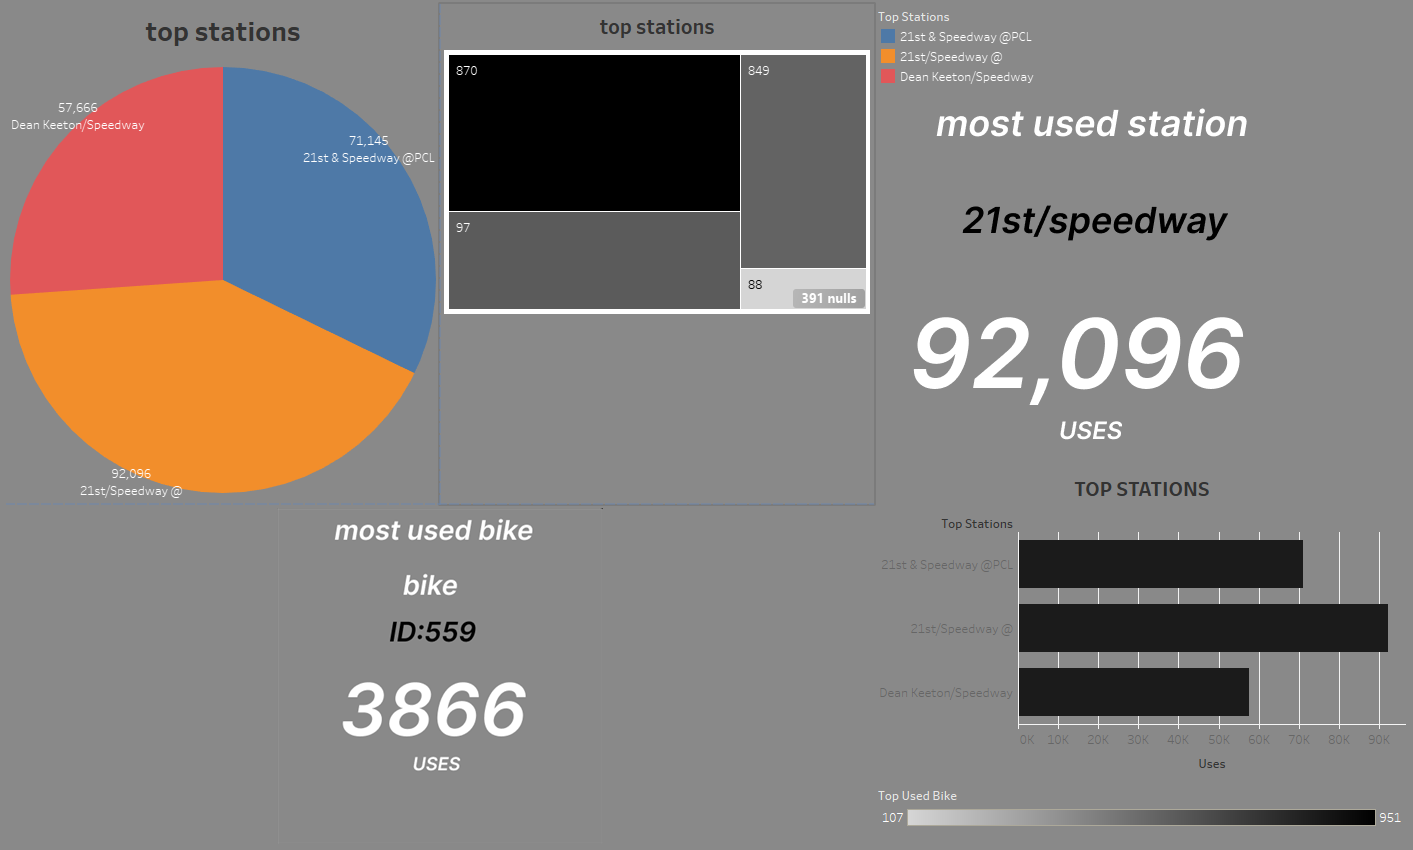 top stations
57,666
Dean Keeton/Speedway
71,145
21st & Speedway @PCL
92,096
21st/Speedway @
top stations
870
849
97
88
391 nulls
Top Stations
21st & Speedway @PCL
21st/Speedway @
Dean Keeton/Speedway
most used station
21st/speedway
92,096
USES
most used bike
bike
ID:559
3866
USES
TOP STATIONS
Top Stations
21st & Speedway @PCL
21st/Speedway @
Dean Keeton/Speedway
0K 10K 20K 30K 40K 50K 60K 70K 80K 90K
Uses
Top Used Bike
107 951